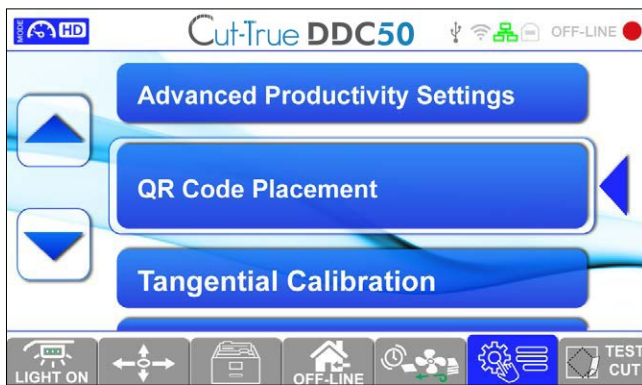 MODE
HD
Cut-True DDC50
OFF-LINE
Advanced Productivity Settings
QR Code Placement
Tangential Calibration
LIGHT ON
OFF-LINE
TEST
CUT